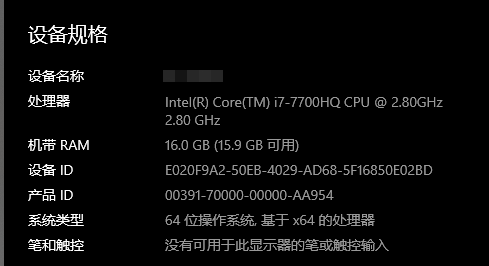 设备规格
设备名称
处理器 Intel(R) Core(TM) i7-7700HQ CPU @ 2.80GHz
2.80 GHz
机带 RAM 16.0 GB (15.9 GB 可用)
设备 ID E020F9A2-50EB-4029-AD68-5F16850E02BD
产品 ID 00391-70000-00000-AA954
系统类型 64 位操作系统, 基于 x64 的处理器
笔和触控 没有可用于此显示器的笔或触控输入